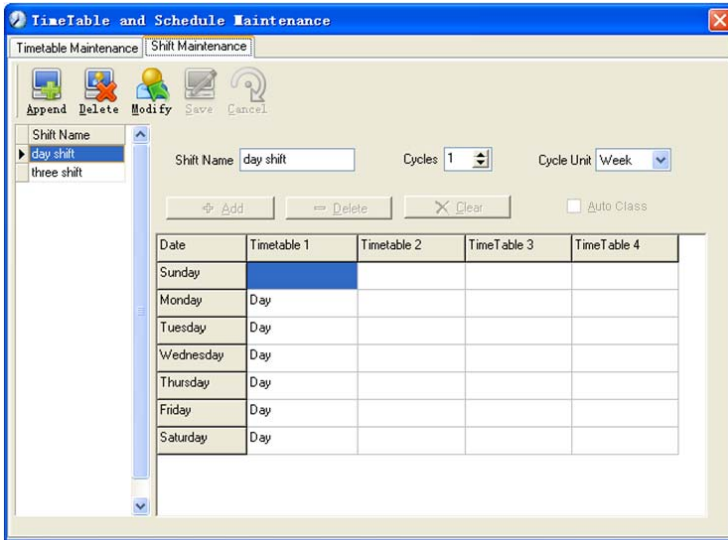 TimeTable and Schedule Maintenance
Timetable Maintenance Shift Maintenance
Append Delete Modify Save Cancel
Shift Name
day shift
three shift
Shift Name day shift Cycles 1 Cycle Unit Week
Add Delete Clear Auto Class
Date Timetable 1 Timetable 2 TimeTable 3 TimeTable 4
Sunday
Monday Day
Tuesday Day
Wednesday Day
Thursday Day
Friday Day
Saturday Day